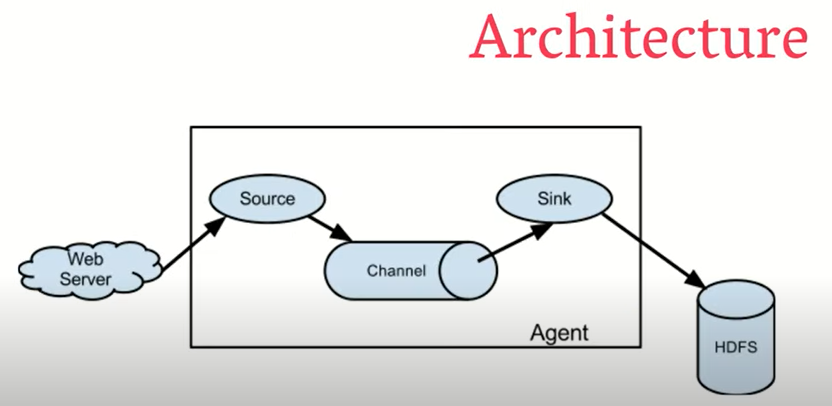 Architecture
Source
Sink
Web
Server
Channel
Agent
HDFS